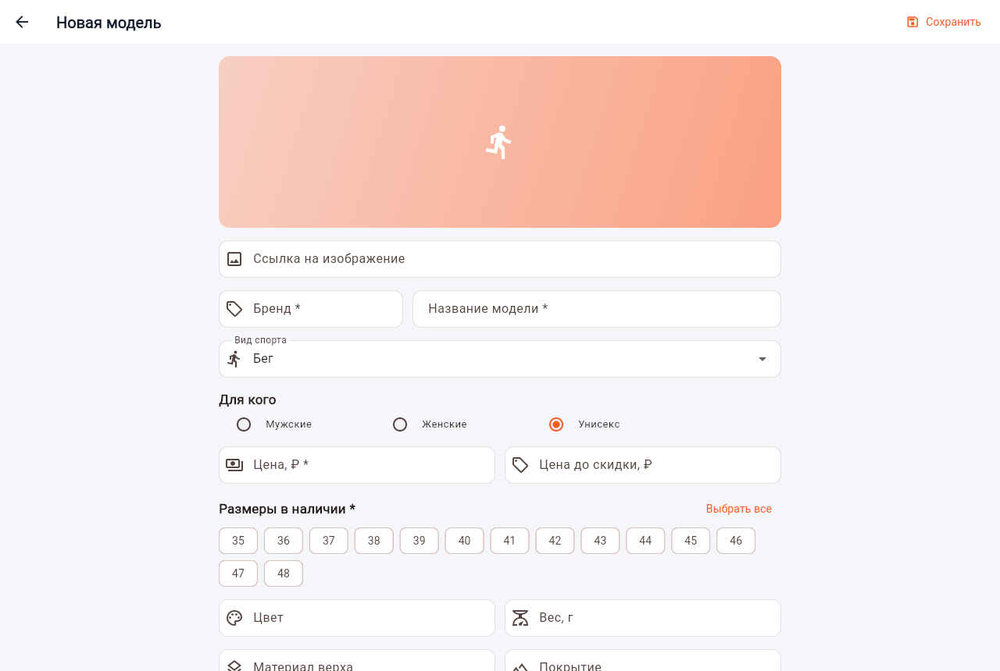 Новая модель
Сохранить
Ссылка на изображение
Бренд *
Название модели *
Вид спорта
Бег
Для кого
Мужские
Женские
Унисекс
Цена, ₽ *
Цена до скидки, ₽
Размеры в наличии *
Выбрать все
35 36 37 38 39 40 41 42 43 44 45 46
47 48
Цвет
Вес, г
Материал верха
Покрытие